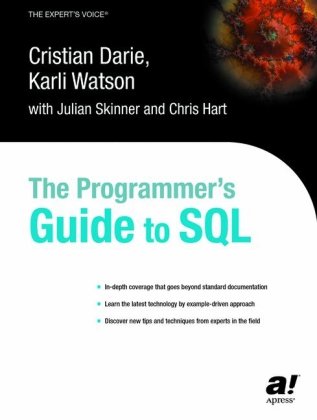 THE EXPERT'S VOICE®
Cristian Darie,
Karli Watson
with Julian Skinner and Chris Hart
The Programmer's
Guide to SQL
In-depth coverage that goes beyond standard documentation
Learn the latest technology by example-driven approach
Discover new tips and techniques from experts in the field
a!
Apress®